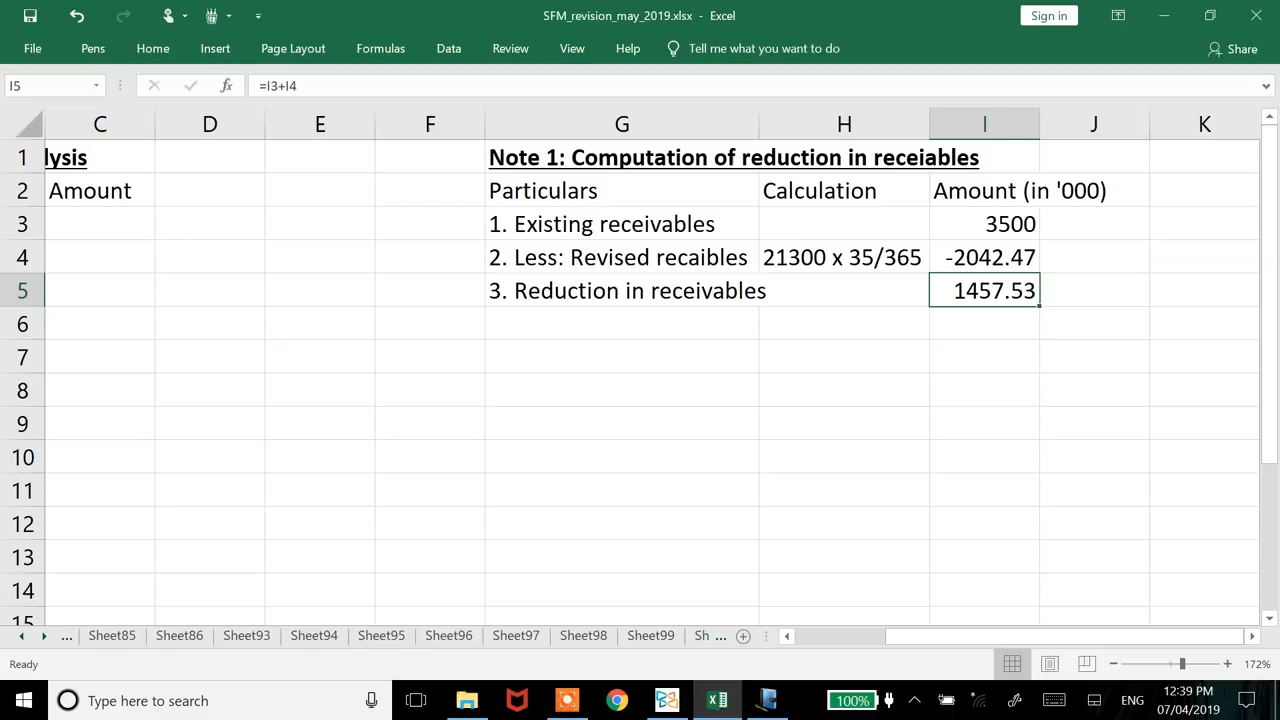 SFM_revision_may_2019.xlsx - Excel
Sign in
File Pens Home Insert Page Layout Formulas Data Review View Help Tell me what you want to do Share
I5 fx =I3+I4
C D E F G H I J K
1 lysis Note 1: Computation of reduction in receiables
2 Amount Particulars Calculation Amount (in '000)
3 1. Existing receivables 3500
4 2. Less: Revised recaibles 21300 x 35/365 -2042.47
5 3. Reduction in receivables 1457.53
6
7
8
9
10
11
12
13
14
15
... Sheet85 Sheet86 Sheet93 Sheet94 Sheet95 Sheet96 Sheet97 Sheet98 Sheet99 Sh ...
Ready 172%
Type here to search 100% ENG 12:39 PM
07/04/2019